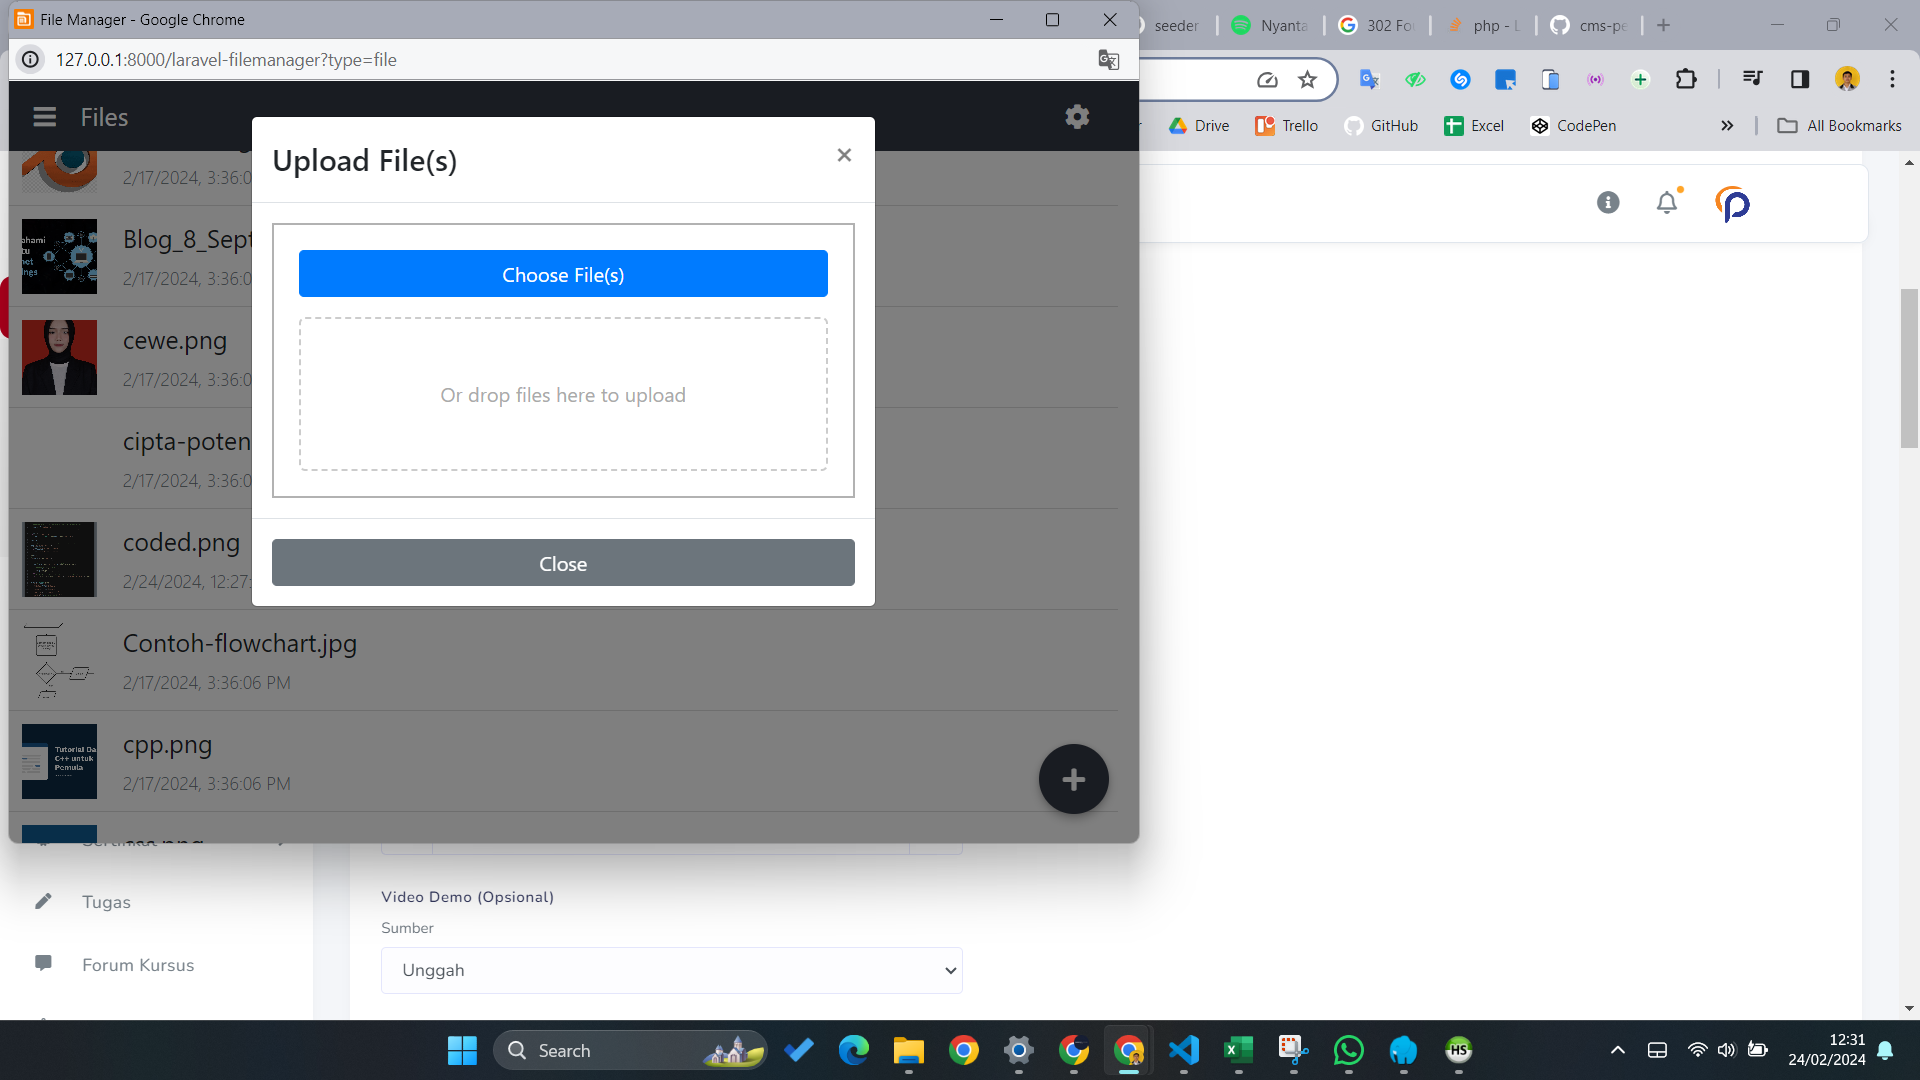 File Manager - Google Chrome
seeder
Nyanta
302 Fo
php - L
cms-pe
127.0.0.1:8000/laravel-filemanager?type=file
Drive
Trello
GitHub
Excel
CodePen
All Bookmarks
Files
Upload File(s)
×
2/17/2024, 3:36:0
Blog_8_Sept
2/17/2024, 3:36:0
Choose File(s)
cewe.png
2/17/2024, 3:36:0
Or drop files here to upload
cipta-poten
2/17/2024, 3:36:0
coded.png
2/24/2024, 12:27:
Close
Contoh-flowchart.jpg
2/17/2024, 3:36:06 PM
Tutorial Da
C++ untuk
Pemula
cpp.png
2/17/2024, 3:36:06 PM
Video Demo (Opsional)
Tugas
Sumber
Forum Kursus
Unggah
Search
HS
12:31
24/02/2024